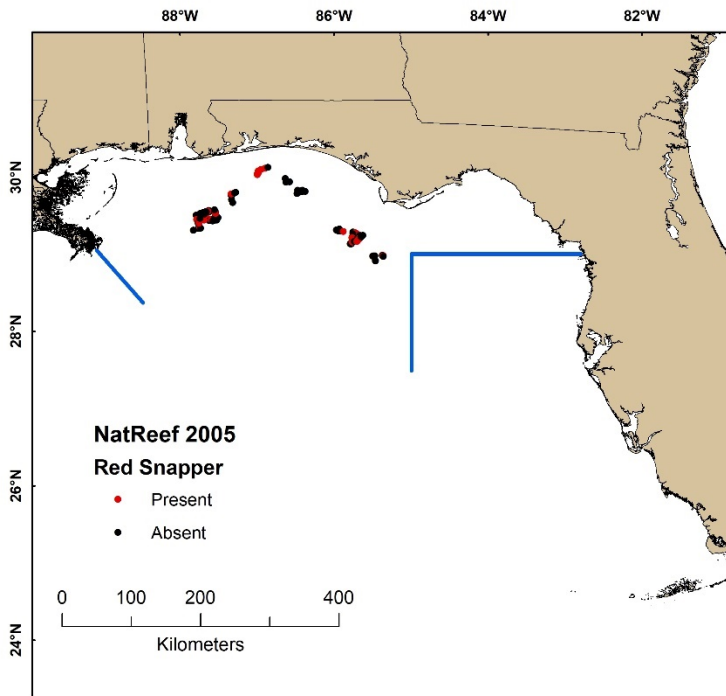 88°W 86°W 84°W 82°W
30°N
28°N
26°N
24°N
NatReef 2005
Red Snapper
Present
Absent
0 100 200 400
Kilometers